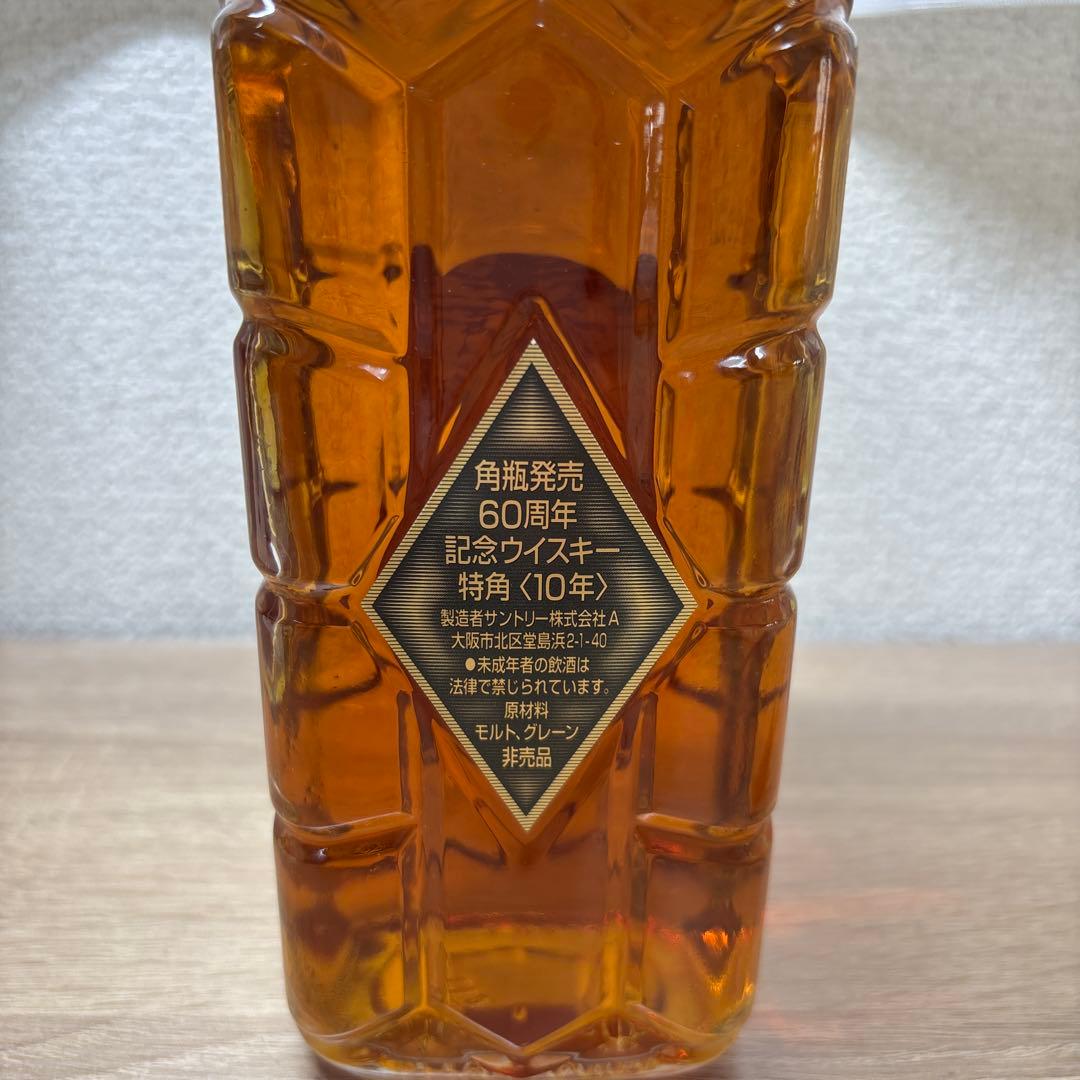 角瓶発売
60周年
記念ウイスキー
特角〈10年〉
製造者サントリー株式会社A
大阪市北区堂島浜2-1-40
●未成年者の飲酒は
法律で禁じられています。
原材料
モルト、グレーン
非売品